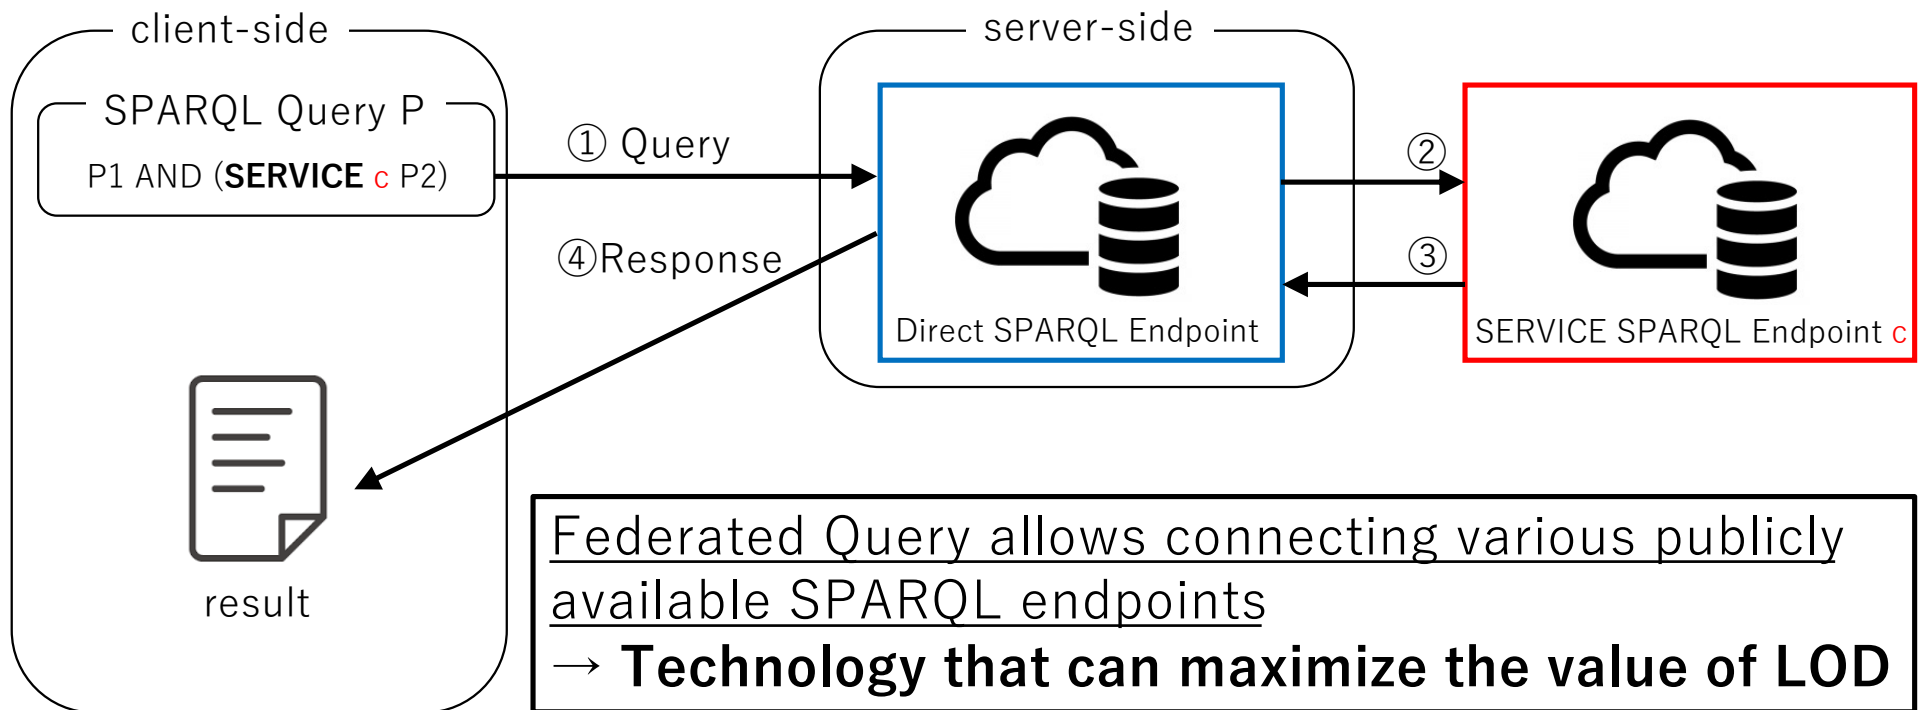 client-side
SPARQL Query P
P1 AND (SERVICE c P2)
① Query
④Response
server-side
Direct SPARQL Endpoint
②
③
SERVICE SPARQL Endpoint c
result
Federated Query allows connecting various publicly
available SPARQL endpoints
→ Technology that can maximize the value of LOD